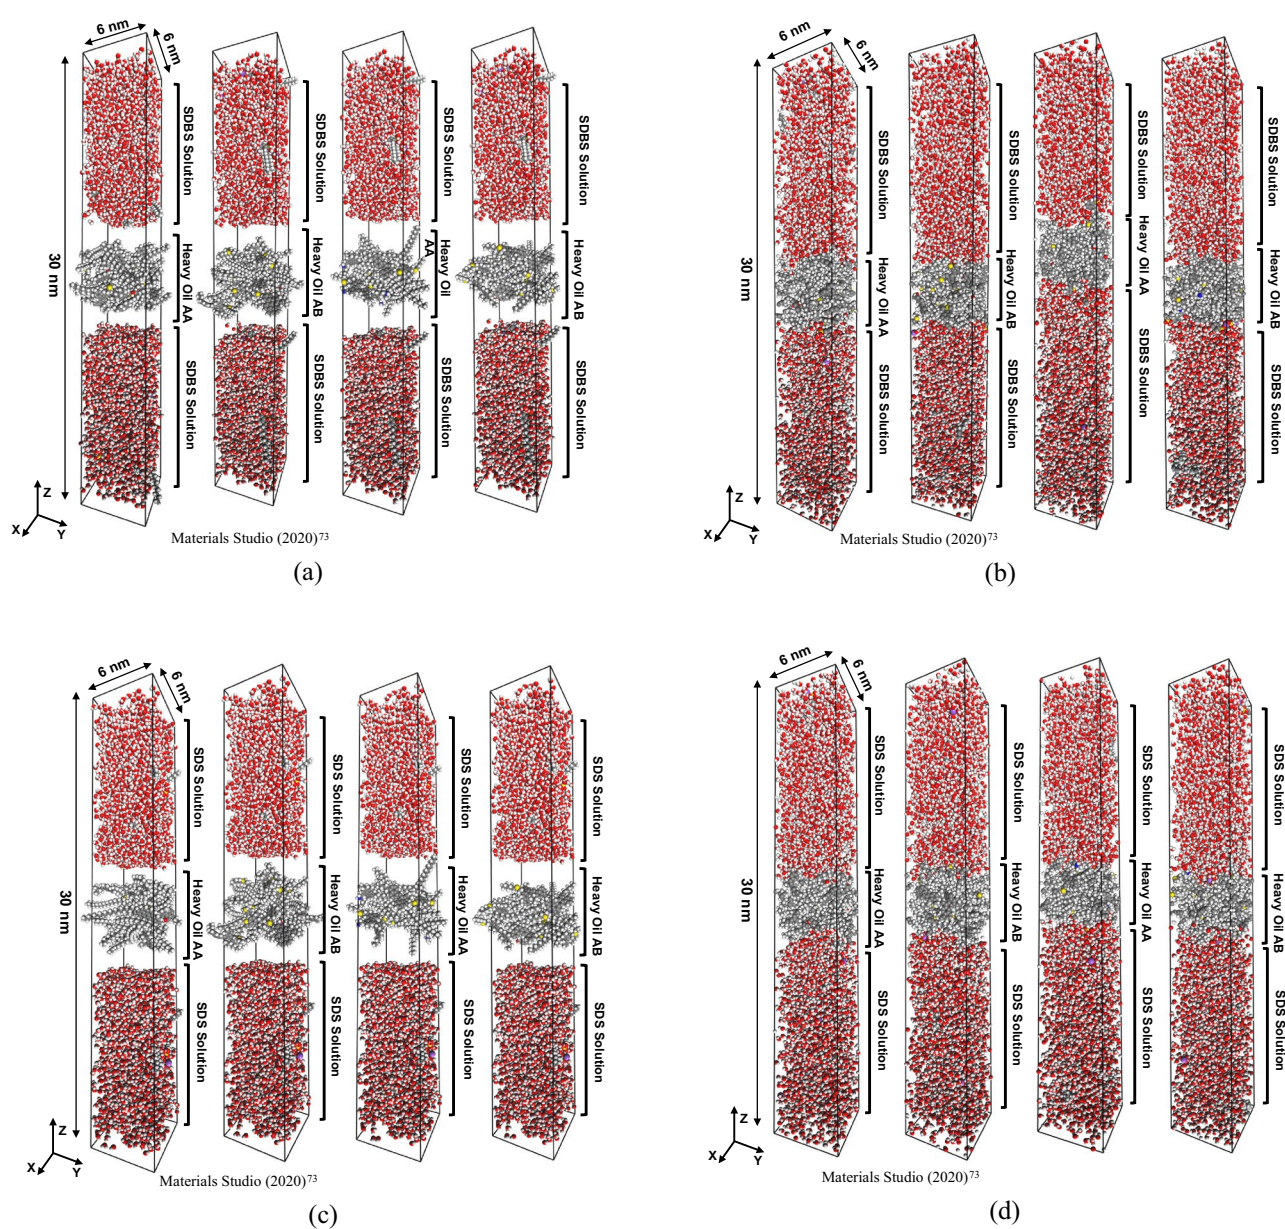 6 nm
6 nm
30 nm
SDBS Solution
Heavy Oil AA
SDBS Solution
SDBS Solution
Heavy Oil AB
SDBS Solution
SDBS Solution
Heavy Oil
AA
SDBS Solution
SDBS Solution
Heavy Oil AB
SDBS Solution
Z
X
Y
Materials Studio (2020)73
(a)
6 nm
6 nm
30 nm
SDBS Solution
Heavy Oil AA
SDBS Solution
SDBS Solution
Heavy Oil AB
SDBS Solution
SDBS Solution
Heavy Oil AA
SDBS Solution
SDBS Solution
Heavy Oil AB
SDBS Solution
Z
X
Y
Materials Studio (2020)73
(b)
6 nm
6 nm
30 nm
SDS Solution
Heavy Oil AA
SDS Solution
SDS Solution
Heavy Oil AB
SDS Solution
SDS Solution
Heavy Oil AA
SDS Solution
SDS Solution
Heavy Oil AB
SDS Solution
Z
X
Y
Materials Studio (2020)73
(c)
6 nm
6 nm
30 nm
SDS Solution
Heavy Oil AA
SDS Solution
SDS Solution
Heavy Oil AB
SDS Solution
SDS Solution
Heavy Oil AA
SDS Solution
SDS Solution
Heavy Oil AB
SDS Solution
Z
X
Y
Materials Studio (2020)73
(d)